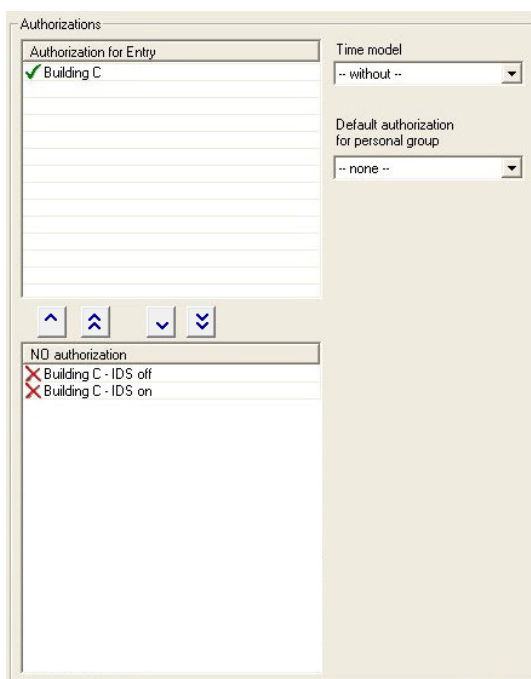 Authorizations
Authorization for Entry
Building C
Time model
-- without --
Default authorization
for personal group
-- none --
NO authorization
Building C - IDS off
Building C - IDS on